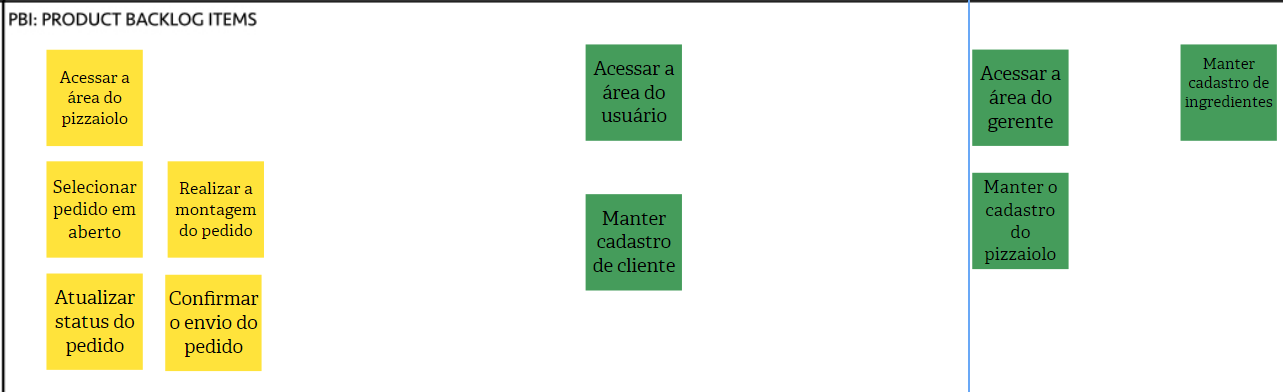 PBI: PRODUCT BACKLOG ITEMS
Acessar a
área do
pizzaiolo
Selecionar
pedido em
aberto
Realizar a
montagem
do pedido
Atualizar
status do
pedido
Confirmar
o envio do
pedido
Acessar a
área do
usuário
Manter
cadastro
de cliente
Acessar a
área do
gerente
Manter o
cadastro
do
pizzaiolo
Manter
cadastro de
ingredientes